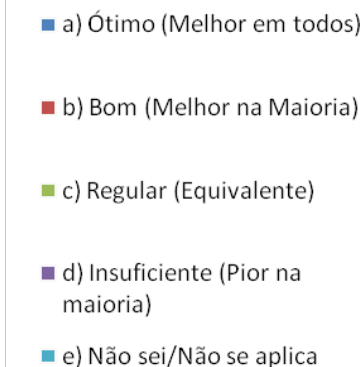 a) Ótimo (Melhor em todos)
b) Bom (Melhor na Maioria)
c) Regular (Equivalente)
d) Insuficiente (Pior na
maioria)
e) Não sei/Não se aplica